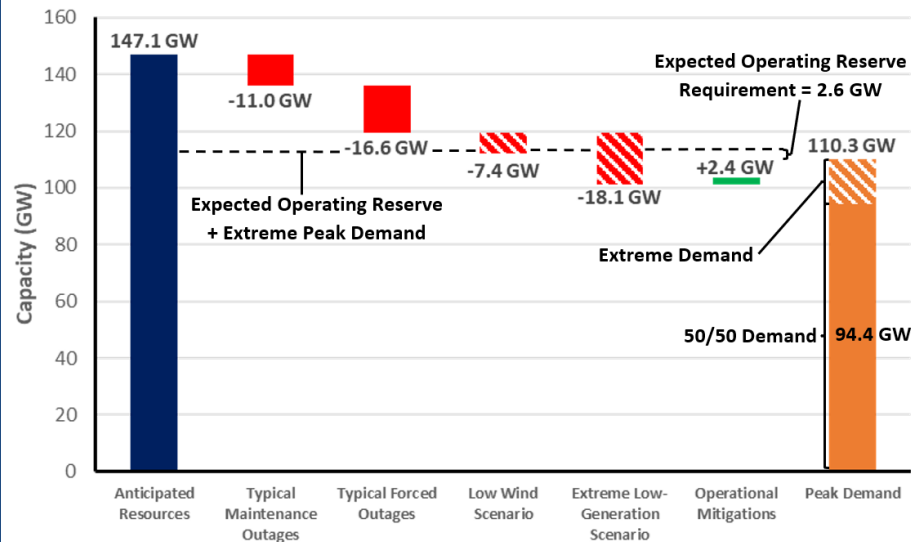 160
140
120
100
80
60
40
20
0
Capacity (GW)
147.1 GW
-11.0 GW
-16.6 GW
-7.4 GW
-18.1 GW
+2.4 GW
110.3 GW
94.4 GW
Expected Operating Reserve
Requirement = 2.6 GW
Expected Operating Reserve
+ Extreme Peak Demand
Extreme Demand
50/50 Demand
Anticipated
Resources
Typical
Maintenance
Outages
Typical Forced
Outages
Low Wind
Scenario
Extreme Low-
Generation
Scenario
Operational
Mitigations
Peak Demand